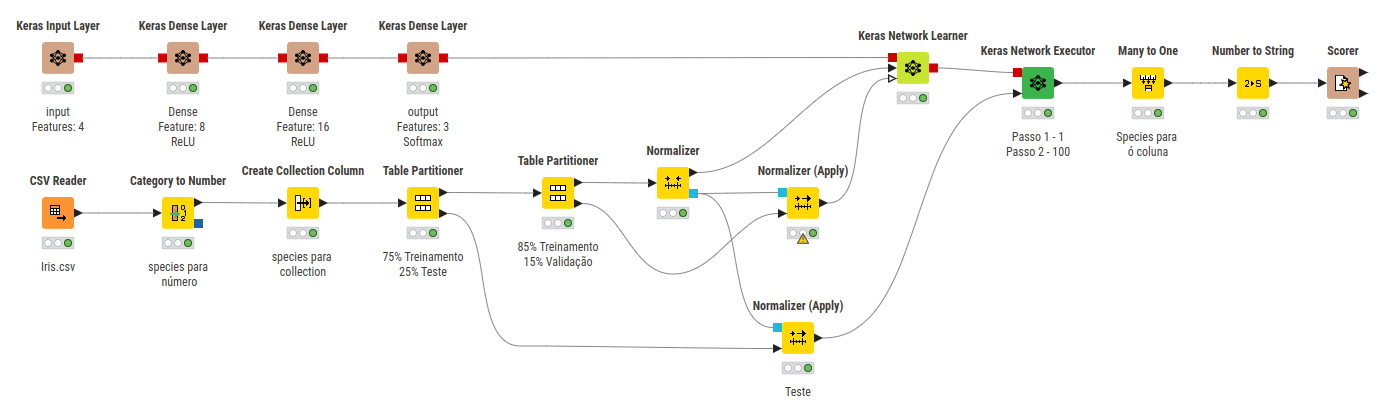 Keras Input Layer
input
Features: 4
Keras Dense Layer
Dense
Feature: 8
ReLU
Keras Dense Layer
Dense
Feature: 16
ReLU
Keras Dense Layer
output
Features: 3
Softmax
Keras Network Learner
Keras Network Executor
Passo 1 - 1
Passo 2 - 100
Many to One
Species para
ó coluna
Number to String
2▸S
Scorer
CSV Reader
Iris.csv
Category to Number
species para
número
Create Collection Column
species para
collection
Table Partitioner
75% Treinamento
25% Teste
Table Partitioner
85% Treinamento
15% Validação
Normalizer
Normalizer (Apply)
Normalizer (Apply)
Teste